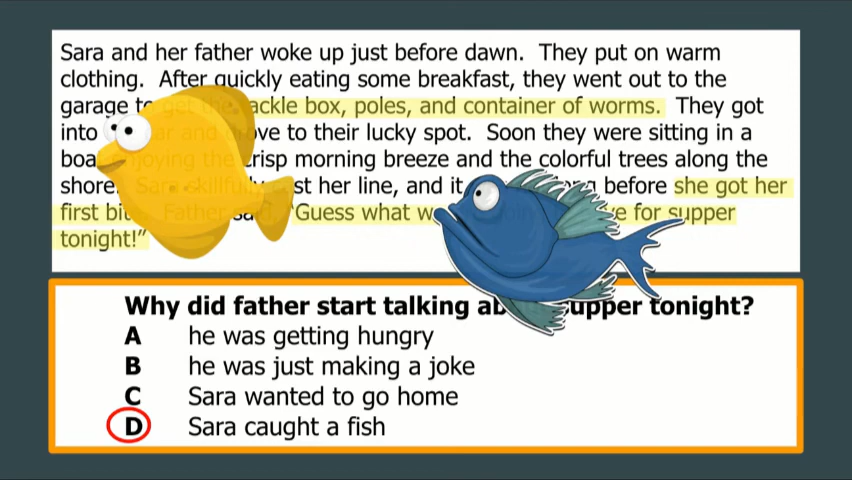 Sara and her father woke up just before dawn. They put on warm
clothing. After quickly eating some breakfast, they went out to the
garage to get the tackle box, poles, and container of worms. They got
into and drove to their lucky spot. Soon they were sitting in a
boat enjoying the crisp morning breeze and the colorful trees along the
shore. Sara skillfully cast her line, and it before she got her
first bite. Father said, "Guess what for supper
tonight!"
Why did father start talking about supper tonight?
A he was getting hungry
B he was just making a joke
C Sara wanted to go home
D Sara caught a fish